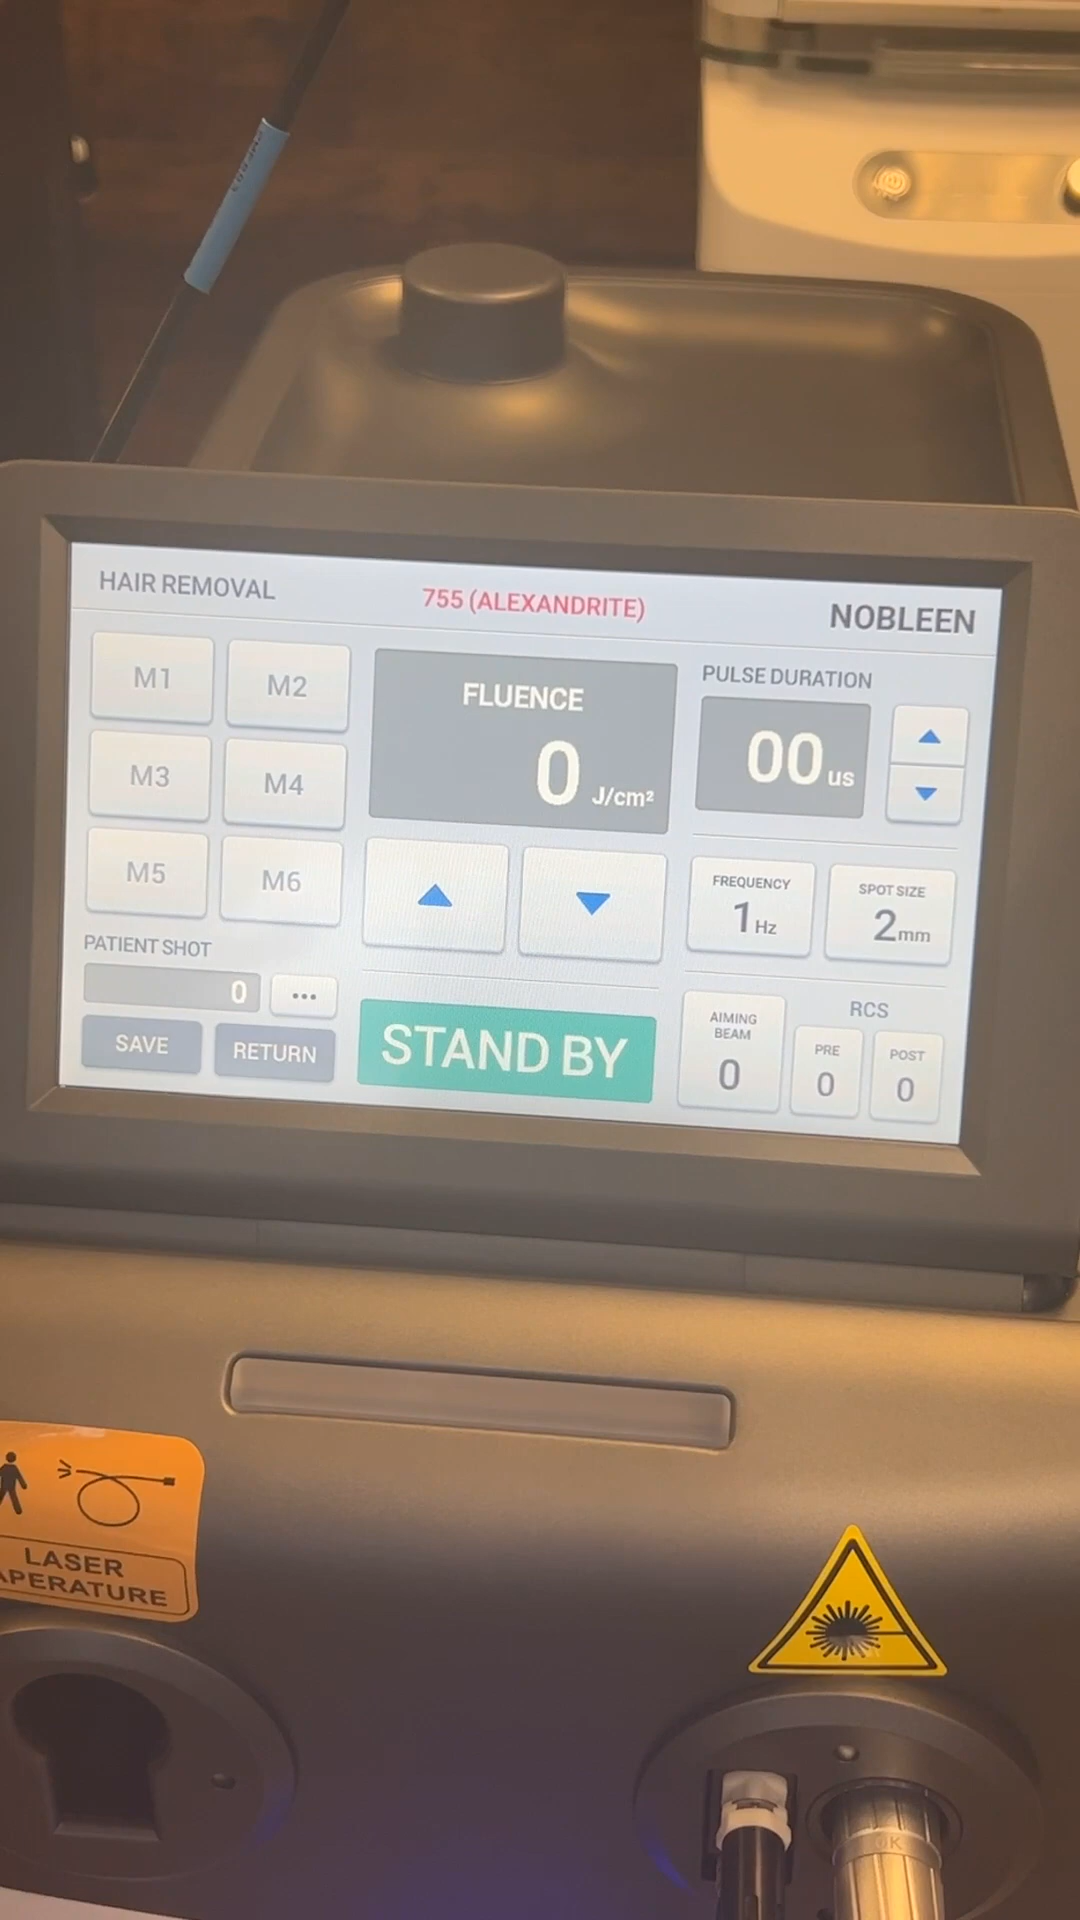 HAIR REMOVAL
755 (ALEXANDRITE)
NOBLEEN
M1
M2
M3
M4
M5
M6
FLUENCE
0 J/cm²
PULSE DURATION
00 us
FREQUENCY
1 Hz
SPOT SIZE
2 mm
PATIENT SHOT
0
...
SAVE
RETURN
STAND BY
AIMING
BEAM
0
RCS
PRE
0
POST
0
LASER
APERATURE